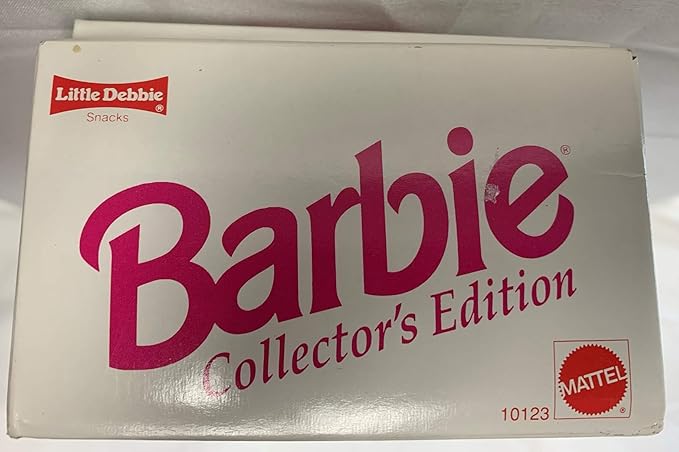 Little Debbie®
Snacks
Barbie®
Collector's Edition
10123
MATTEL®